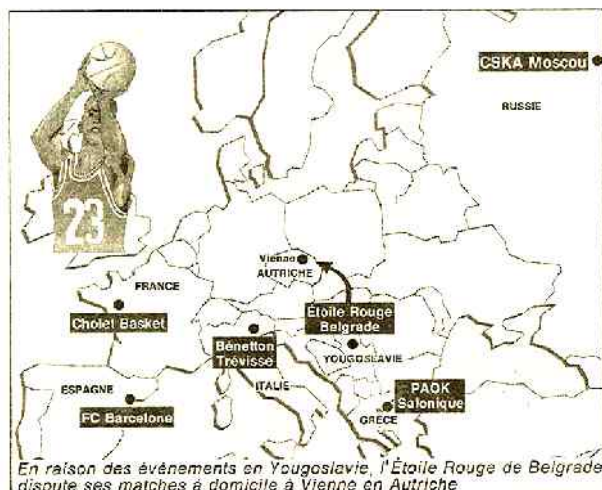 CSKA Moscou
RUSSIE
23
Vienne
AUTRICHE
FRANCE
Cholet Basket
Étoile Rouge
Belgrade
Bénetton
Trévisse
YOUGOSLAVIE
ESPAGNE
ITALIE
PAOK
Salonique
FC Barcelone
GRÈCE
En raison des événements en Yougoslavie, l'Étoile Rouge de Belgrade
dispute ses matches à domicile à Vienne en Autriche